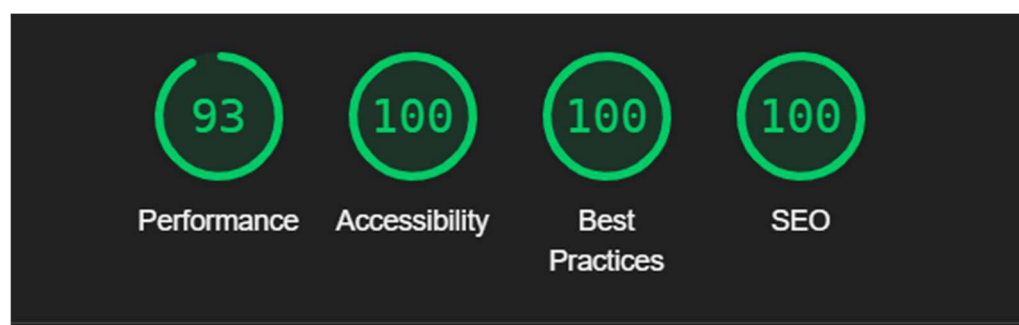 93
100
100
100
Performance
Accessibility
Best
Practices
SEO